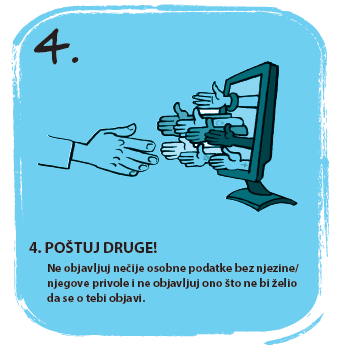 4.
4. POŠTUJ DRUGE!
Ne objavljuj nečije osobne podatke bez njezine/
njegove privole i ne objavljuj ono što ne bi želio
da se o tebi objavi.